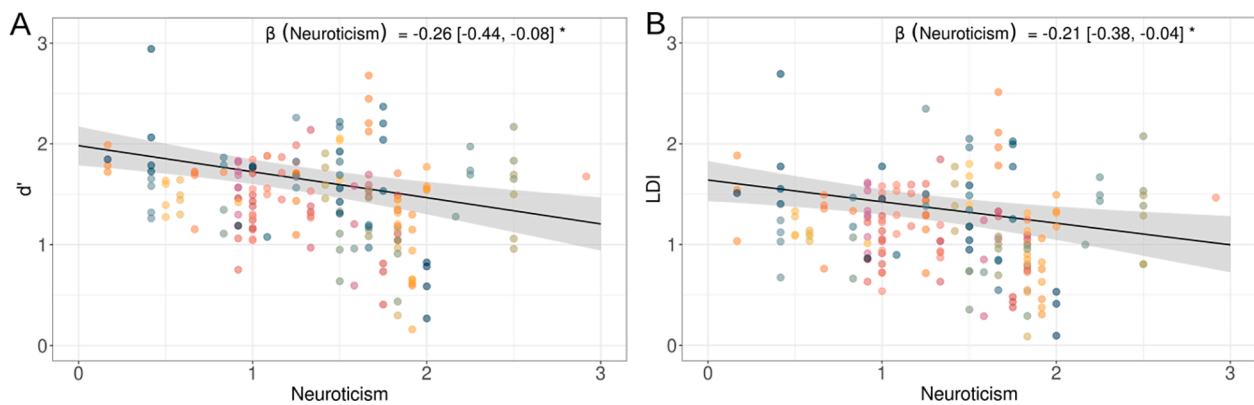 A
β (Neuroticism) = -0.26 [-0.44, -0.08] *
3
2
1
0
d'
0 1 2 3
Neuroticism
B
β (Neuroticism) = -0.21 [-0.38, -0.04] *
3
2
1
0
LDI
0 1 2 3
Neuroticism